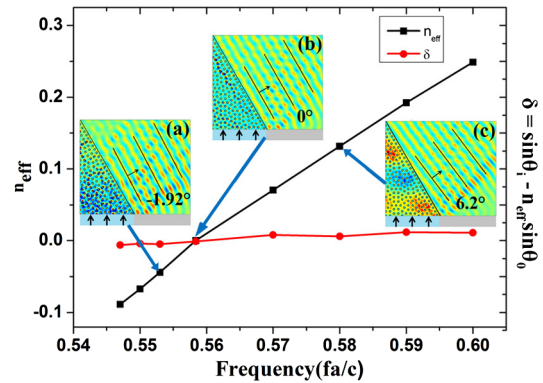 0.3
0.2
0.1
0.0
-0.1
n_eff
0.54 0.55 0.56 0.57 0.58 0.59 0.60
Frequency(fa/c)
δ = sinθ_i - n_eff sinθ_0
n_eff
δ
(a)
-1.92°
(b)
0°
(c)
6.2°